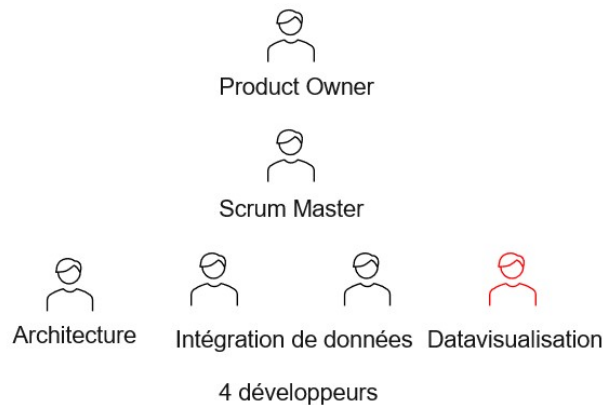 Product Owner
Scrum Master
Architecture
Intégration de données
Datavisualisation
4 développeurs